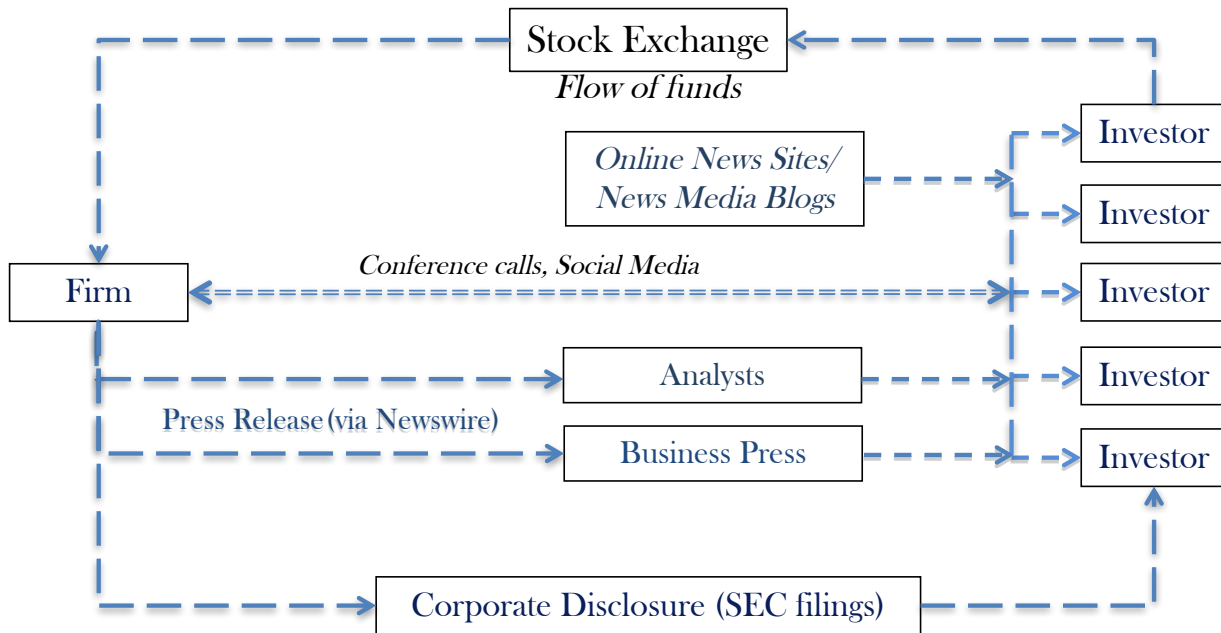 Stock Exchange
Flow of funds
Investor
Online News Sites/
News Media Blogs
Investor
Conference calls, Social Media
Firm
Investor
Analysts
Investor
Press Release (via Newswire)
Business Press
Investor
Corporate Disclosure (SEC filings)